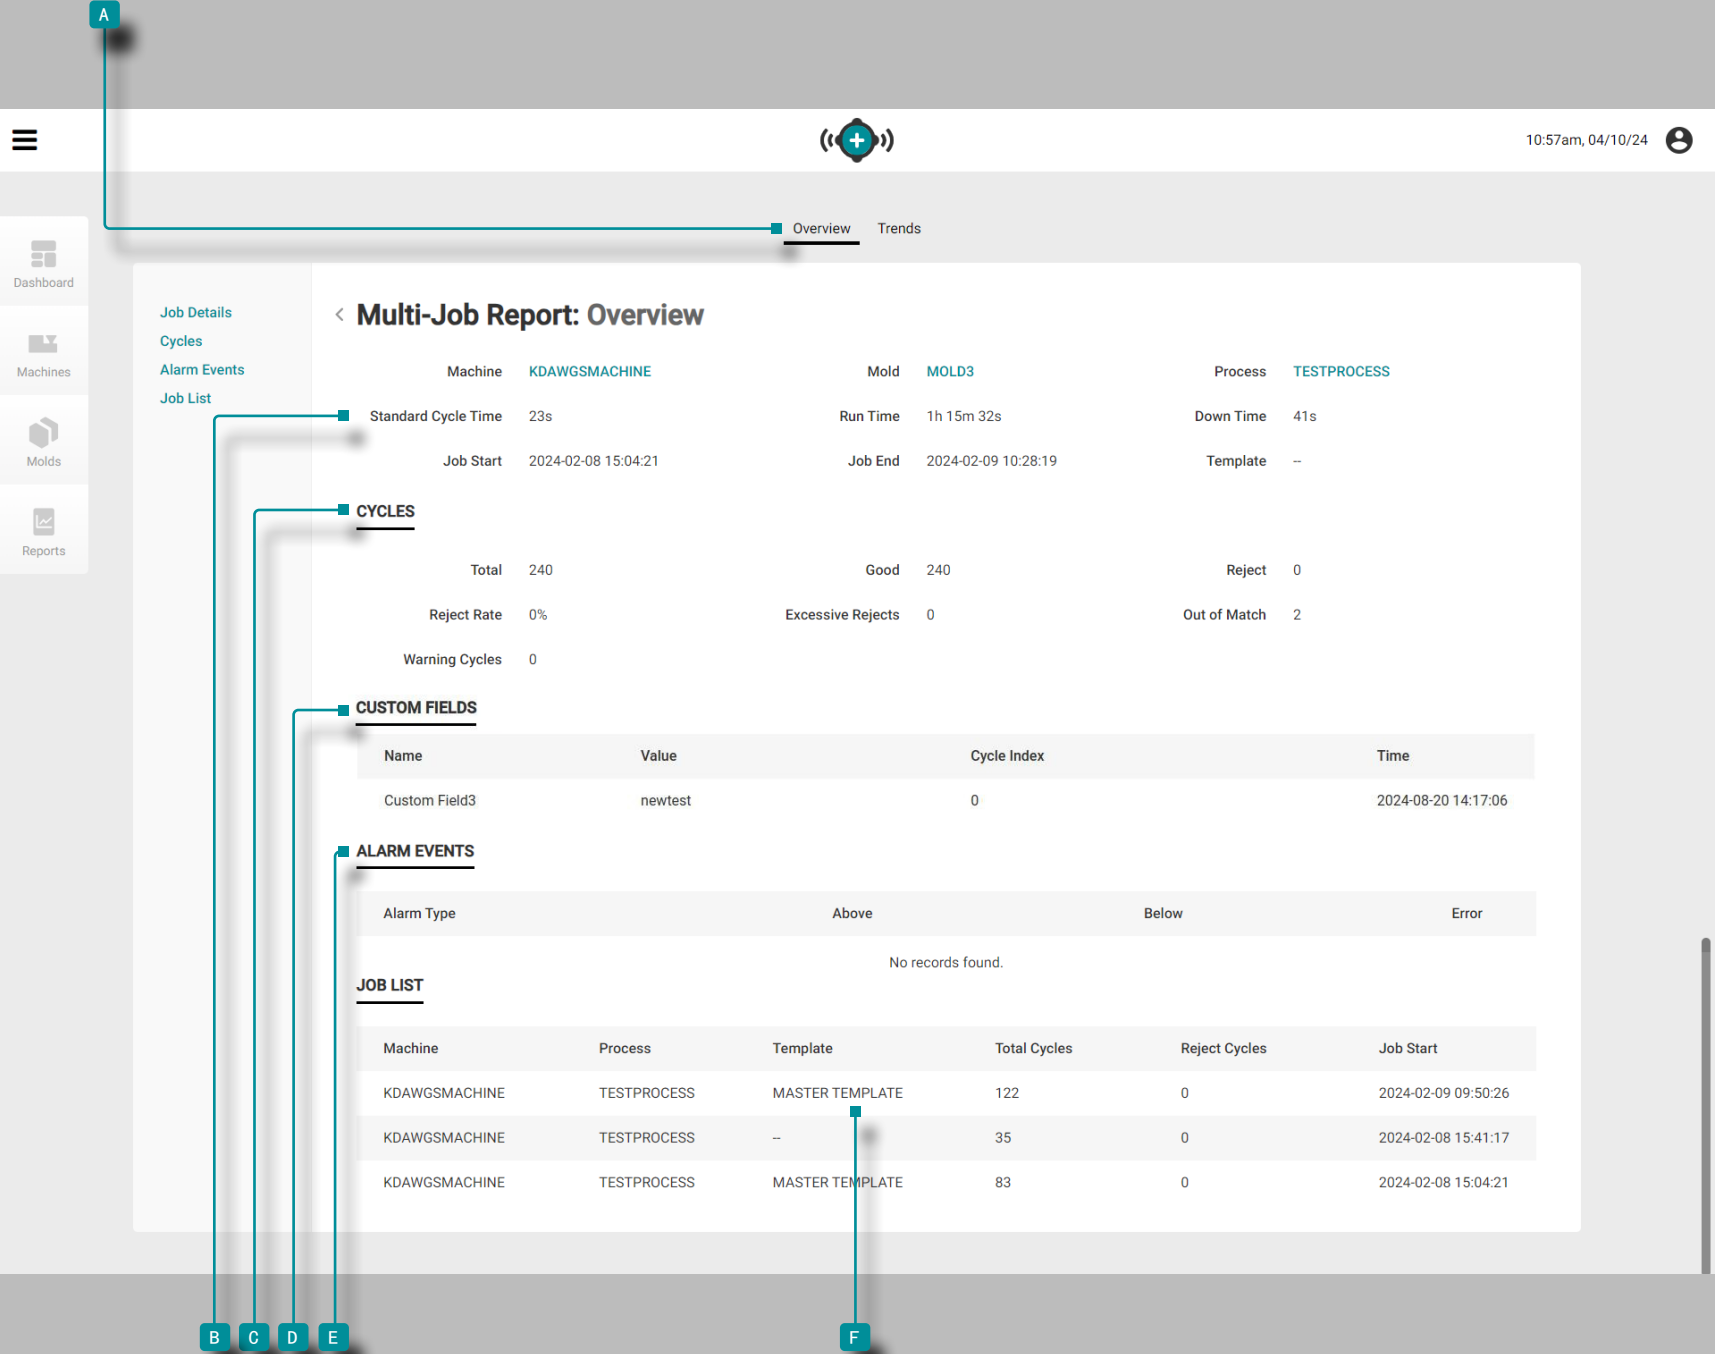 A
10:57am, 04/10/24
Overview Trends
Dashboard
Machines
Molds
Reports
Job Details
Cycles
Alarm Events
Job List
Multi-Job Report: Overview
Machine KDAWGSMACHINE Mold MOLD3 Process TESTPROCESS
Standard Cycle Time 23s Run Time 1h 15m 32s Down Time 41s
Job Start 2024-02-08 15:04:21 Job End 2024-02-09 10:28:19 Template --
CYCLES
Total 240 Good 240 Reject 0
Reject Rate 0% Excessive Rejects 0 Out of Match 2
Warning Cycles 0
CUSTOM FIELDS
Name Value Cycle Index Time
Custom Field3 newtest 0 2024-08-20 14:17:06
ALARM EVENTS
Alarm Type Above Below Error
No records found.
JOB LIST
Machine Process Template Total Cycles Reject Cycles Job Start
KDAWGSMACHINE TESTPROCESS MASTER TEMPLATE 122 0 2024-02-09 09:50:26
KDAWGSMACHINE TESTPROCESS -- 35 0 2024-02-08 15:41:17
KDAWGSMACHINE TESTPROCESS MASTER TEMPLATE 83 0 2024-02-08 15:04:21
B C D E F